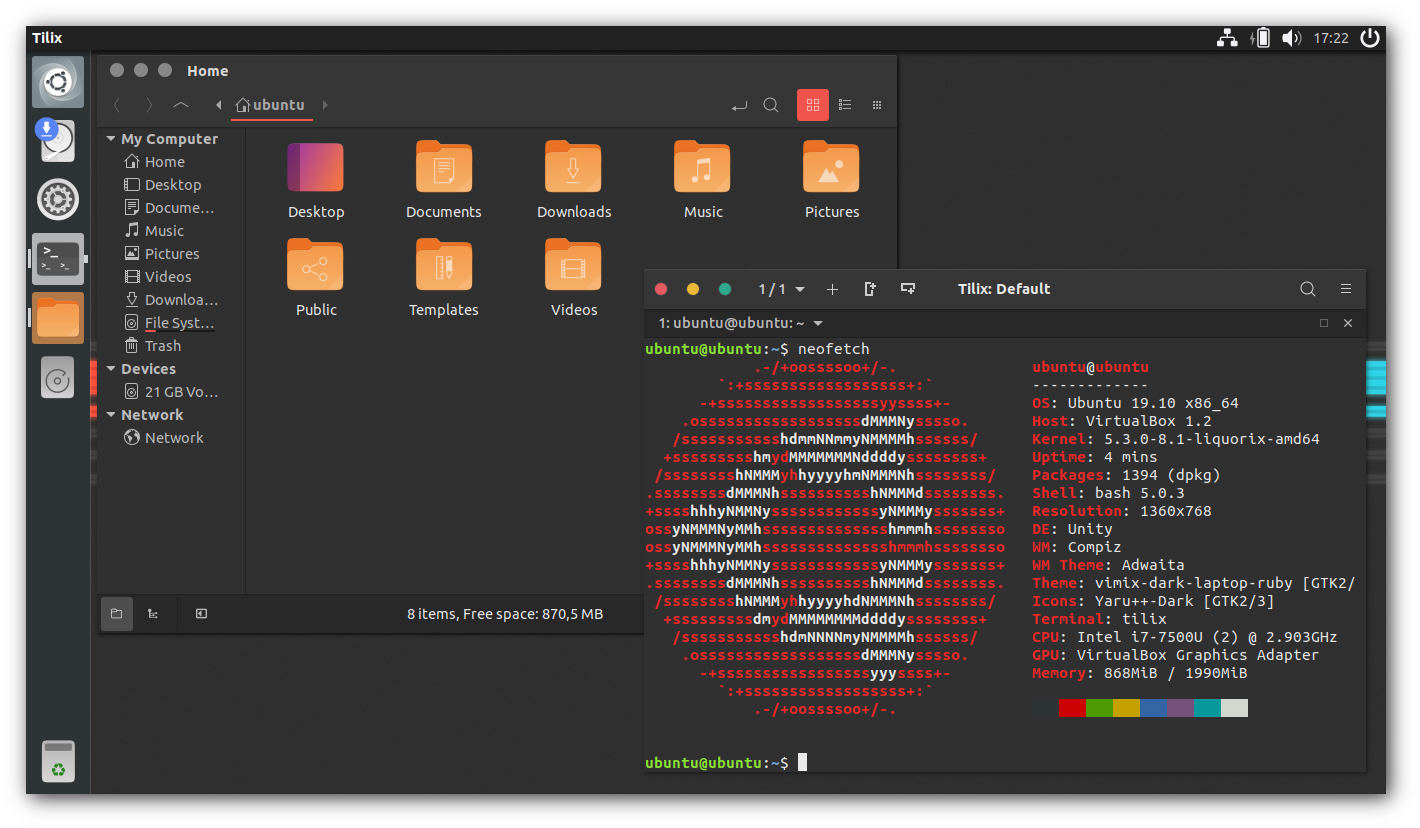 Tilix
17:22
Home
ubuntu
My Computer
Home
Desktop
Docume...
Music
Pictures
Videos
Downloa...
File Syst...
Trash
Devices
21 GB Vo...
Network
Network
Desktop
Documents
Downloads
Music
Pictures
Public
Templates
Videos
8 items, Free space: 870,5 MB
1 / 1
Tilix: Default
1: ubuntu@ubuntu: ~
ubuntu@ubuntu:~$ neofetch
.-/+oossssoo+/-.
`:+ssssssssssssssssss+:`
-+ssssssssssssssssssyyssss+-
.ossssssssssssssssssdMMMNysssso.
/ssssssssssshdmmNNmmyNMMMMhssssss/
+ssssssssshmydMMMMMMMNddddyssssssss+
/sssssssshNMMMyhhyyyyhmNMMMNhssssssss/
.ssssssssdMMMNhsssssssssshNMMMdssssssss.
+sssshhhyNMMNyssssssssssssyNMMMysssssss+
ossyNMMMNyMMhsssssssssssssshmmmhssssssso
ossyNMMMNyMMhsssssssssssssshmmmhssssssso
+sssshhhyNMMNyssssssssssssyNMMMysssssss+
.ssssssssdMMMNhsssssssssshNMMMdssssssss.
/sssssssshNMMMyhhyyyyhdNMMMNhssssssss/
+sssssssssdmydMMMMMMMMddddyssssssss+
/ssssssssssshdmNNNNmyNMMMMhssssss/
.ossssssssssssssssssdMMMNysssso.
-+sssssssssssssssssyyyssss+-
`:+ssssssssssssssssss+:`
.-/+oossssoo+/-.
ubuntu@ubuntu
-------------
OS: Ubuntu 19.10 x86_64
Host: VirtualBox 1.2
Kernel: 5.3.0-8.1-liquorix-amd64
Uptime: 4 mins
Packages: 1394 (dpkg)
Shell: bash 5.0.3
Resolution: 1360x768
DE: Unity
WM: Compiz
WM Theme: Adwaita
Theme: vimix-dark-laptop-ruby [GTK2/
Icons: Yaru++-Dark [GTK2/3]
Terminal: tilix
CPU: Intel i7-7500U (2) @ 2.903GHz
GPU: VirtualBox Graphics Adapter
Memory: 868MiB / 1990MiB
ubuntu@ubuntu:~$